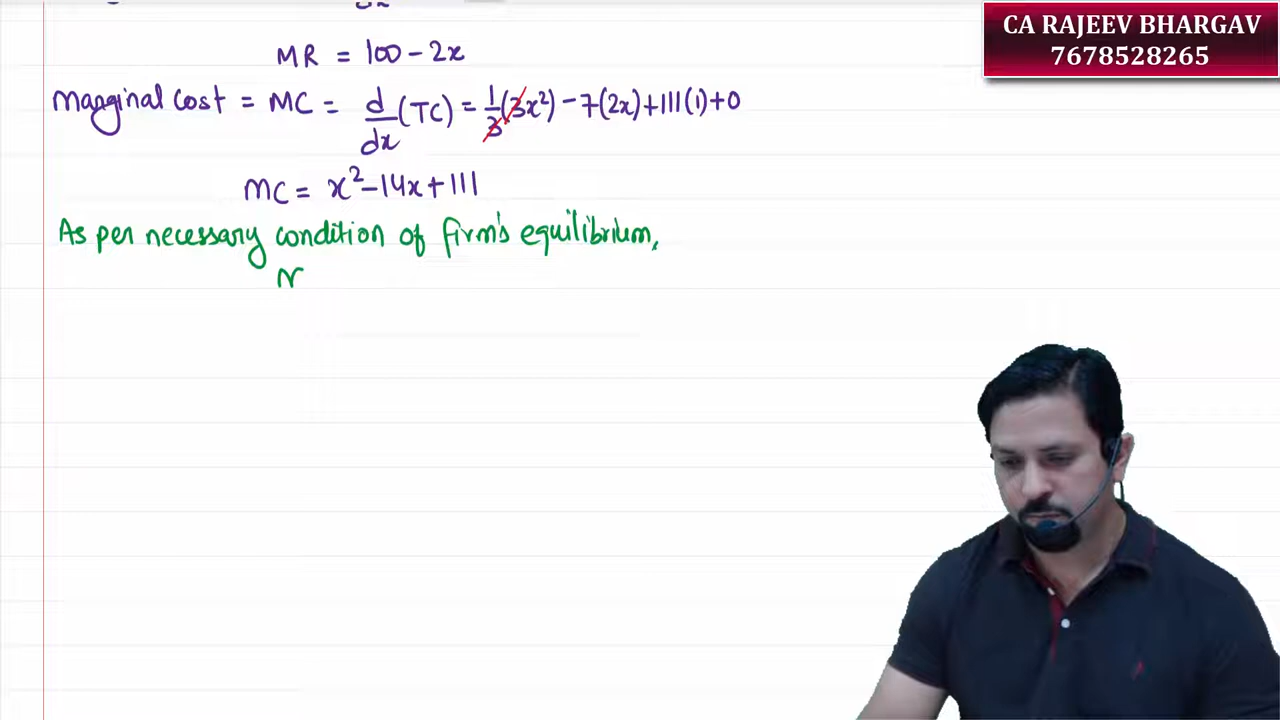 CA RAJEEV BHARGAV
7678528265
MR = 100 - 2x
Marginal cost = MC = d/dx (TC) = 1/3 (3x²) - 7(2x) + 111(1) + 0
MC = x² - 14x + 111
As per necessary condition of firm's equilibrium,